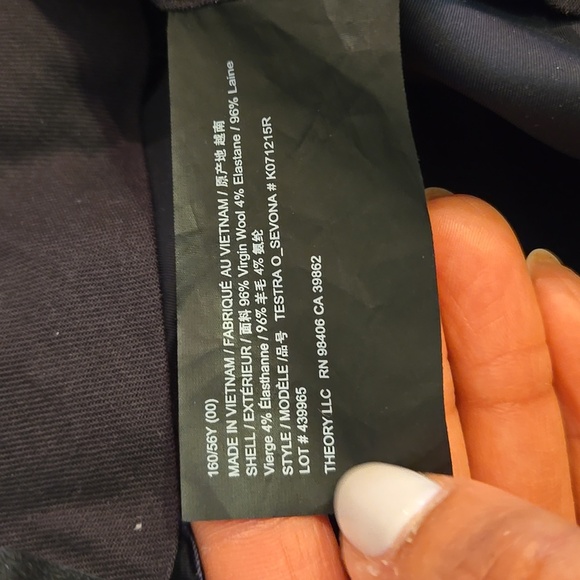 160/56Y (00)
MADE IN VIETNAM / FABRIQUÉ AU VIETNAM / 原产地 越南
SHELL / EXTÉRIEUR / 面料 96% Virgin Wool 4% Elastane / 96% Laine
Vierge 4% Élasthanne / 96% 羊毛 4% 氨纶
STYLE / MODÈLE /品号 TESTRA O_SEVONA # K071215R
LOT # 439965
THEORY LLC RN 98406 CA 39862